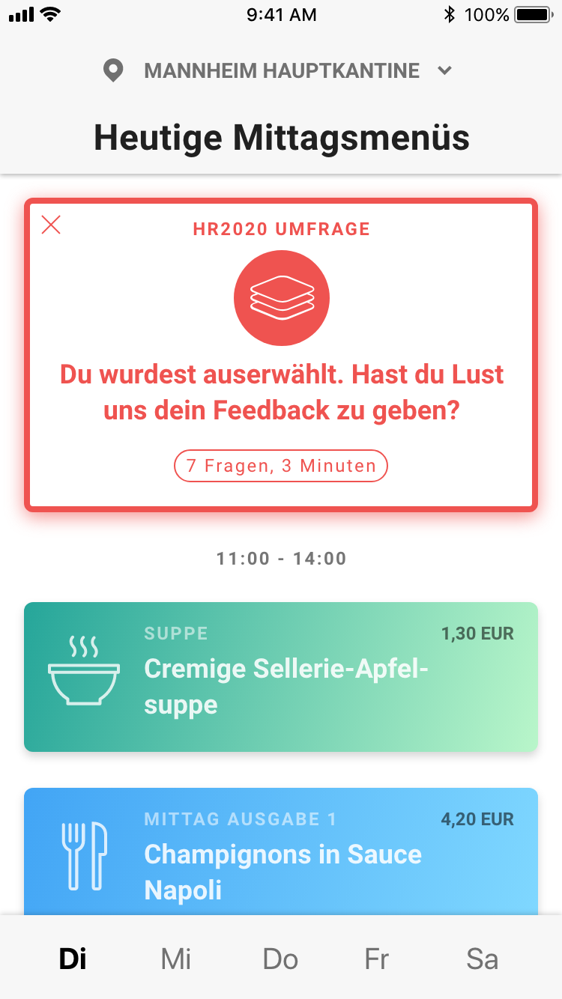 9:41 AM
100%
MANNHEIM HAUPTKANTINE
Heutige Mittagsmenüs
HR2020 UMFRAGE
Du wurdest auserwählt. Hast du Lust
uns dein Feedback zu geben?
7 Fragen, 3 Minuten
11:00 - 14:00
SUPPE
1,30 EUR
Cremige Sellerie-Apfel-
suppe
MITTAG AUSGABE 1
4,20 EUR
Champignons in Sauce
Napoli
Di Mi Do Fr Sa